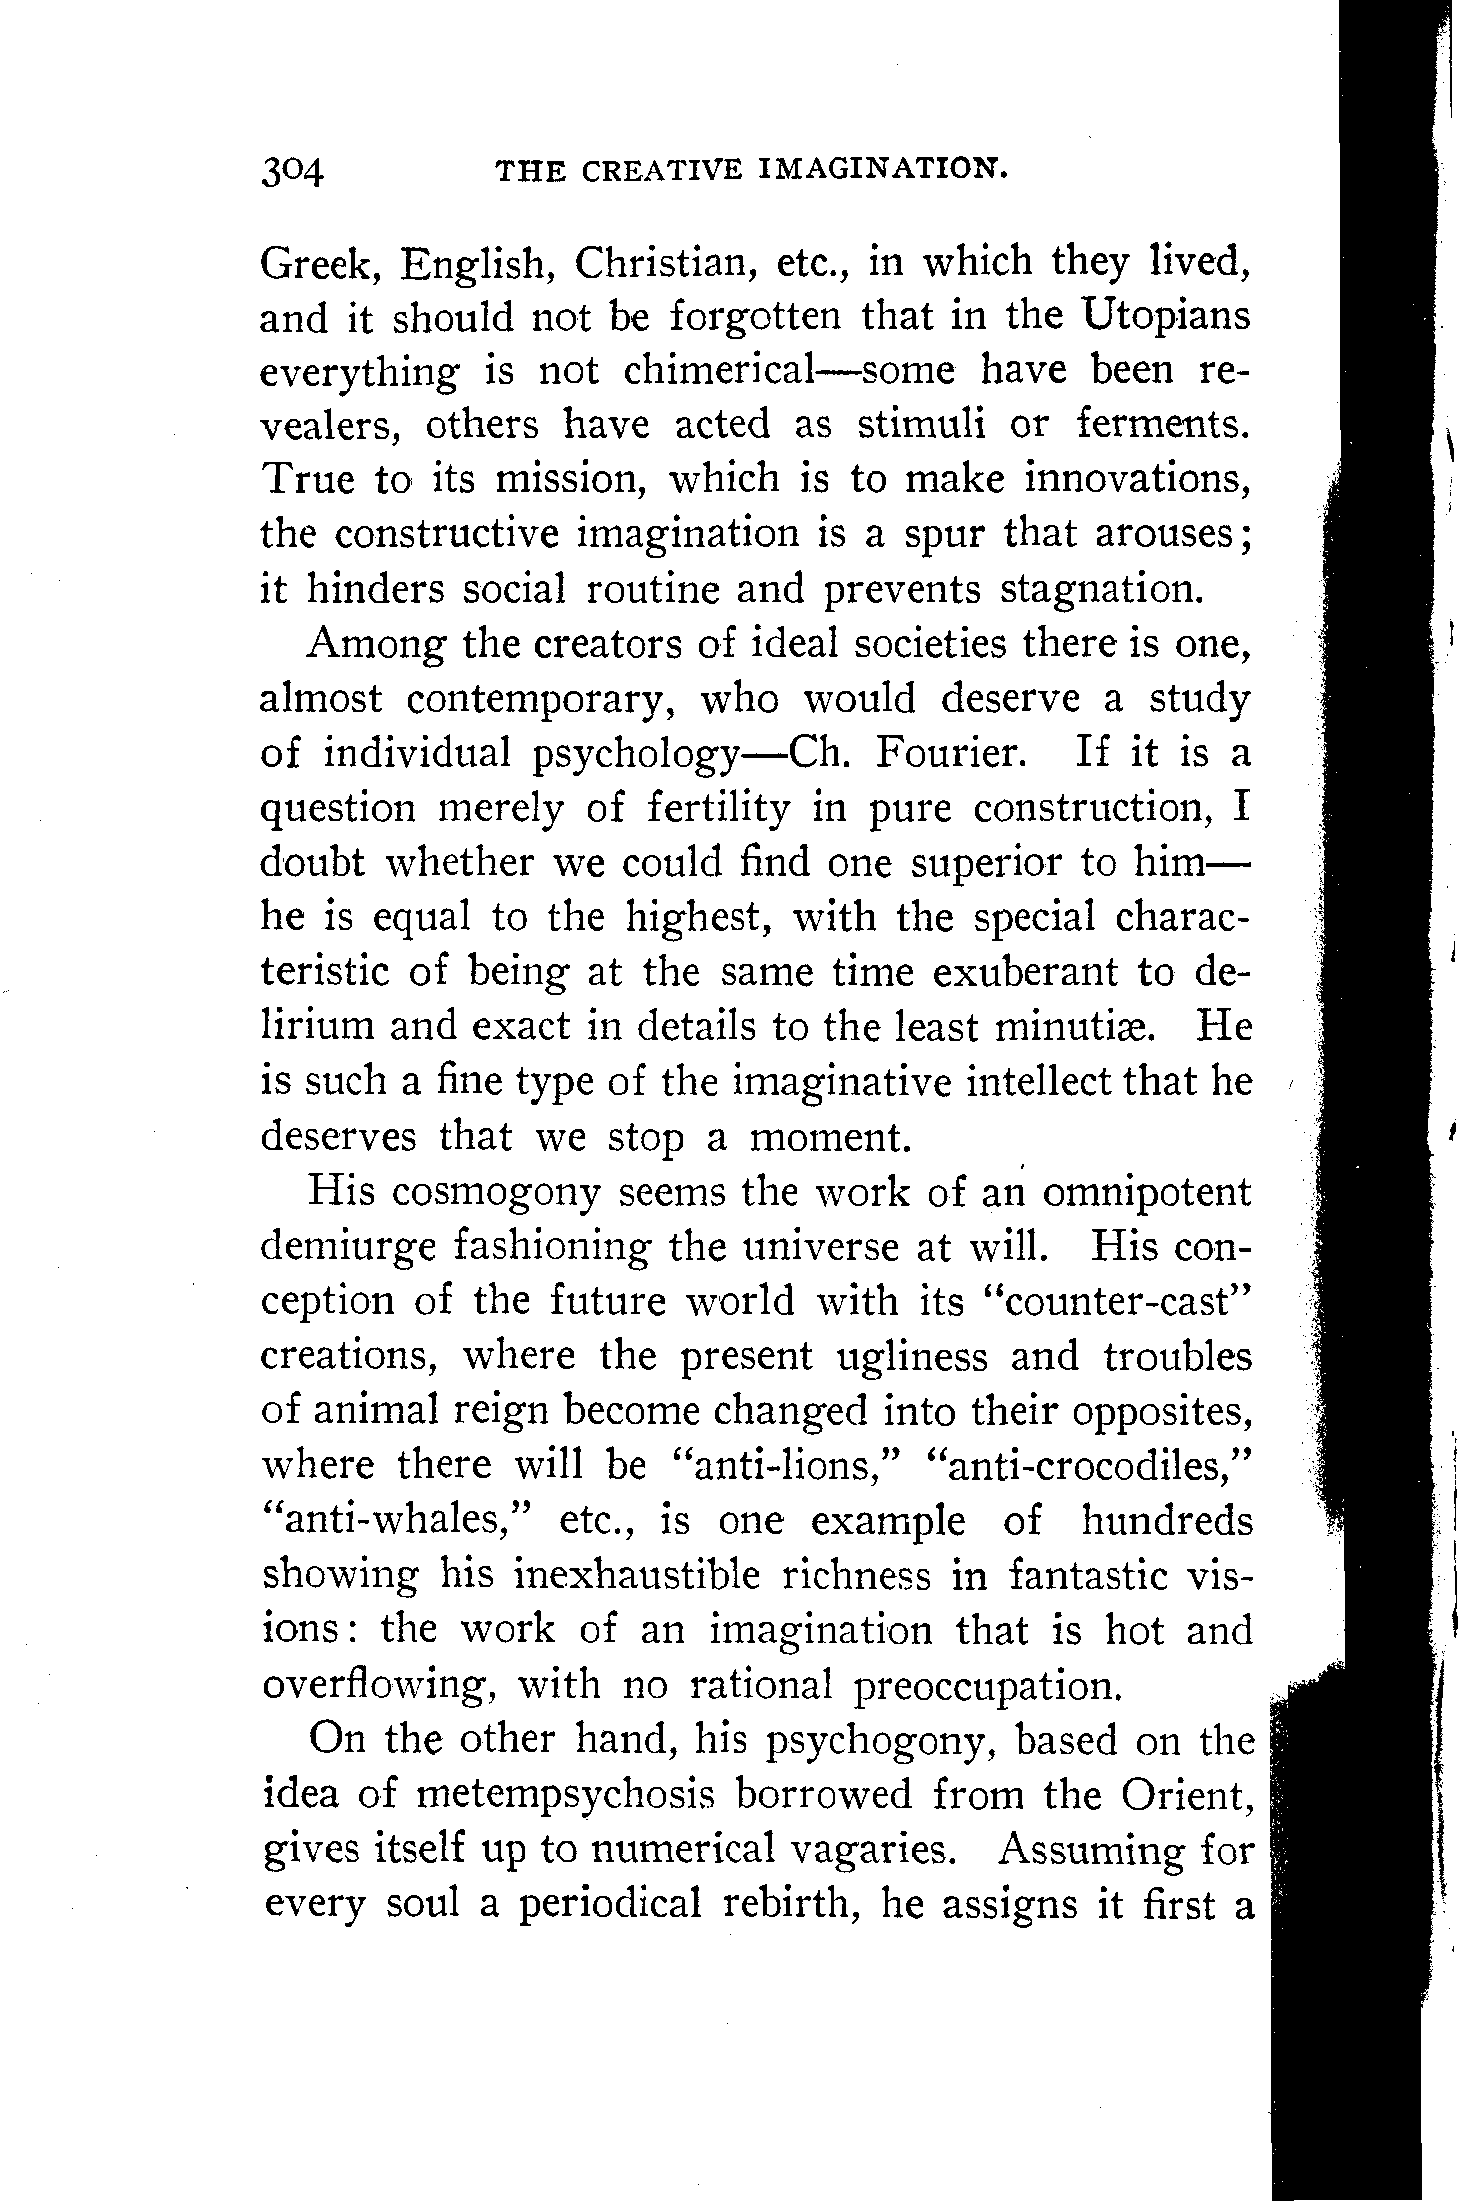 304 THE CREATIVE IMAGINATION.
Greek, English, Christian, etc., in which they lived,
and it should not be forgotten that in the Utopians
everything is not chimerical—some have been re-
vealers, others have acted as stimuli or ferments.
True to its mission, which is to make innovations,
the constructive imagination is a spur that arouses;
it hinders social routine and prevents stagnation.
Among the creators of ideal societies there is one,
almost contemporary, who would deserve a study
of individual psychology—Ch. Fourier. If it is a
question merely of fertility in pure construction, I
doubt whether we could find one superior to him—
he is equal to the highest, with the special charac-
teristic of being at the same time exuberant to de-
lirium and exact in details to the least minutiæ. He
is such a fine type of the imaginative intellect that he
deserves that we stop a moment.
His cosmogony seems the work of an omnipotent
demiurge fashioning the universe at will. His con-
ception of the future world with its “counter-cast”
creations, where the present ugliness and troubles
of animal reign become changed into their opposites,
where there will be “anti-lions,” “anti-crocodiles,”
“anti-whales,” etc., is one example of hundreds
showing his inexhaustible richness in fantastic vis-
ions: the work of an imagination that is hot and
overflowing, with no rational preoccupation.
On the other hand, his psychogony, based on the
idea of metempsychosis borrowed from the Orient,
gives itself up to numerical vagaries. Assuming for
every soul a periodical rebirth, he assigns it first a